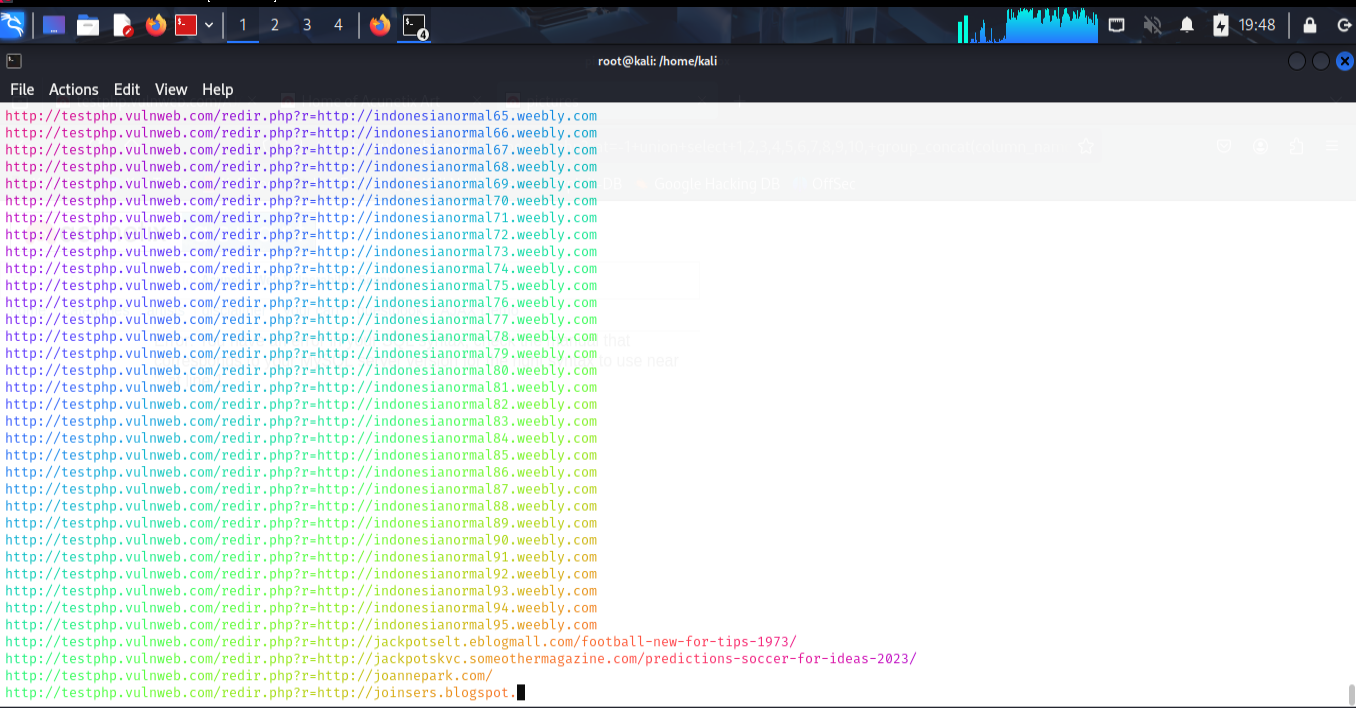 1 2 3 4
4
19:48
root@kali: /home/kali
File Actions Edit View Help
http://testphp.vulnweb.com/redir.php?r=http://indonesianormal65.weebly.com
http://testphp.vulnweb.com/redir.php?r=http://indonesianormal66.weebly.com
http://testphp.vulnweb.com/redir.php?r=http://indonesianormal67.weebly.com
http://testphp.vulnweb.com/redir.php?r=http://indonesianormal68.weebly.com
http://testphp.vulnweb.com/redir.php?r=http://indonesianormal69.weebly.com
http://testphp.vulnweb.com/redir.php?r=http://indonesianormal70.weebly.com
http://testphp.vulnweb.com/redir.php?r=http://indonesianormal71.weebly.com
http://testphp.vulnweb.com/redir.php?r=http://indonesianormal72.weebly.com
http://testphp.vulnweb.com/redir.php?r=http://indonesianormal73.weebly.com
http://testphp.vulnweb.com/redir.php?r=http://indonesianormal74.weebly.com
http://testphp.vulnweb.com/redir.php?r=http://indonesianormal75.weebly.com
http://testphp.vulnweb.com/redir.php?r=http://indonesianormal76.weebly.com
http://testphp.vulnweb.com/redir.php?r=http://indonesianormal77.weebly.com
http://testphp.vulnweb.com/redir.php?r=http://indonesianormal78.weebly.com
http://testphp.vulnweb.com/redir.php?r=http://indonesianormal79.weebly.com
http://testphp.vulnweb.com/redir.php?r=http://indonesianormal80.weebly.com
http://testphp.vulnweb.com/redir.php?r=http://indonesianormal81.weebly.com
http://testphp.vulnweb.com/redir.php?r=http://indonesianormal82.weebly.com
http://testphp.vulnweb.com/redir.php?r=http://indonesianormal83.weebly.com
http://testphp.vulnweb.com/redir.php?r=http://indonesianormal84.weebly.com
http://testphp.vulnweb.com/redir.php?r=http://indonesianormal85.weebly.com
http://testphp.vulnweb.com/redir.php?r=http://indonesianormal86.weebly.com
http://testphp.vulnweb.com/redir.php?r=http://indonesianormal87.weebly.com
http://testphp.vulnweb.com/redir.php?r=http://indonesianormal88.weebly.com
http://testphp.vulnweb.com/redir.php?r=http://indonesianormal89.weebly.com
http://testphp.vulnweb.com/redir.php?r=http://indonesianormal90.weebly.com
http://testphp.vulnweb.com/redir.php?r=http://indonesianormal91.weebly.com
http://testphp.vulnweb.com/redir.php?r=http://indonesianormal92.weebly.com
http://testphp.vulnweb.com/redir.php?r=http://indonesianormal93.weebly.com
http://testphp.vulnweb.com/redir.php?r=http://indonesianormal94.weebly.com
http://testphp.vulnweb.com/redir.php?r=http://indonesianormal95.weebly.com
http://testphp.vulnweb.com/redir.php?r=http://jackpotselt.eblogmall.com/football-new-for-tips-1973/
http://testphp.vulnweb.com/redir.php?r=http://jackpotskvc.someothermagazine.com/predictions-soccer-for-ideas-2023/
http://testphp.vulnweb.com/redir.php?r=http://joannepark.com/
http://testphp.vulnweb.com/redir.php?r=http://joinsers.blogspot.
DB Google Hacking DB OffSec
that
to use near